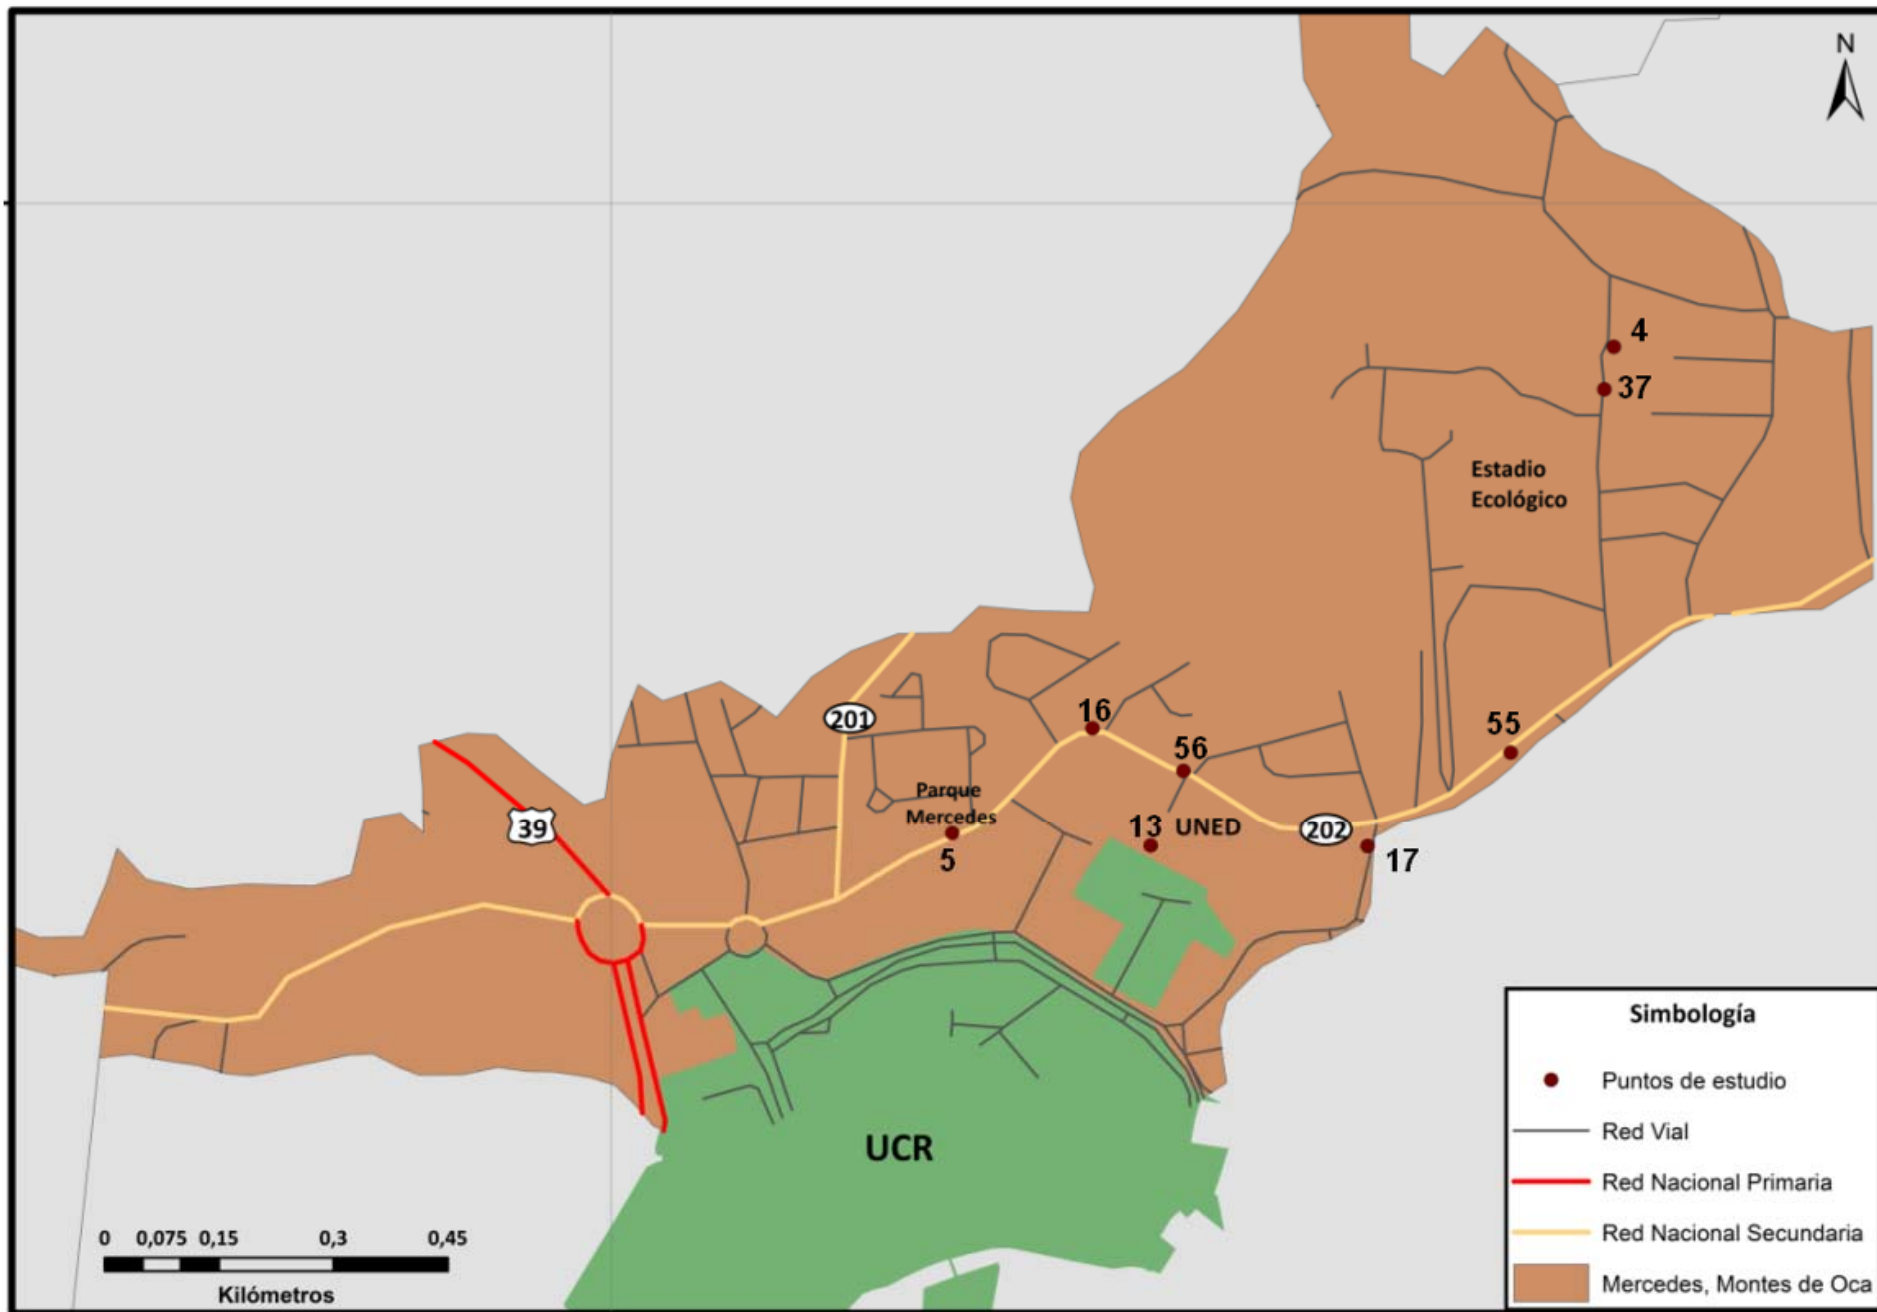 N
4
37
Estadio
Ecológico
16
201
55
56
Parque
Mercedes
39
13
UNED
202
5
17
UCR
Simbología
Puntos de estudio
Red Vial
Red Nacional Primaria
Red Nacional Secundaria
Mercedes, Montes de Oca
0 0,075 0,15 0,3 0,45
Kilómetros